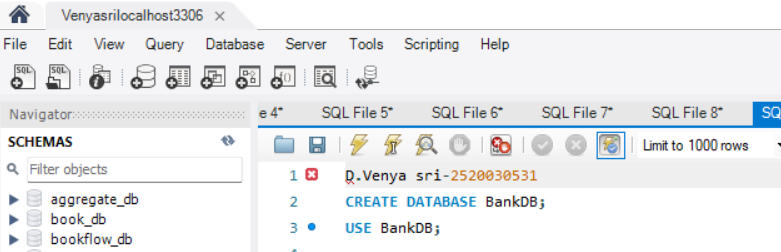 Venyasrilocalhost3306 ×
File Edit View Query Database Server Tools Scripting Help
Navigator
e 4* SQL File 5* SQL File 6* SQL File 7* SQL File 8* SQ
SCHEMAS
Limit to 1000 rows
Filter objects
1 D.Venya sri-2520030531
aggregate_db
2 CREATE DATABASE BankDB;
book_db
3 USE BankDB;
bookflow_db